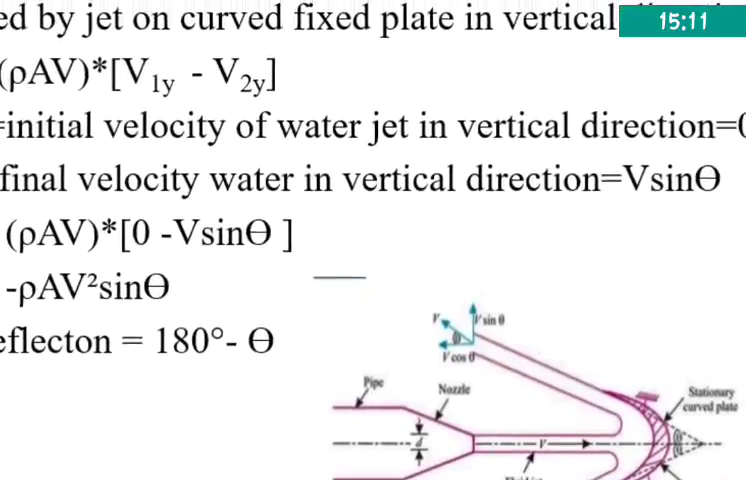 ed by jet on curved fixed plate in vertical
15:11
(ρAV)*[V₁y - V₂y]
=initial velocity of water jet in vertical direction=0
final velocity water in vertical direction=VsinΘ
(ρAV)*[0 -VsinΘ ]
-ρAV²sinΘ
eflecton = 180°- Θ
V
V sin θ
θ
V cos θ
Pipe
Nozzle
Stationary
curved plate
d
V
θ
θ